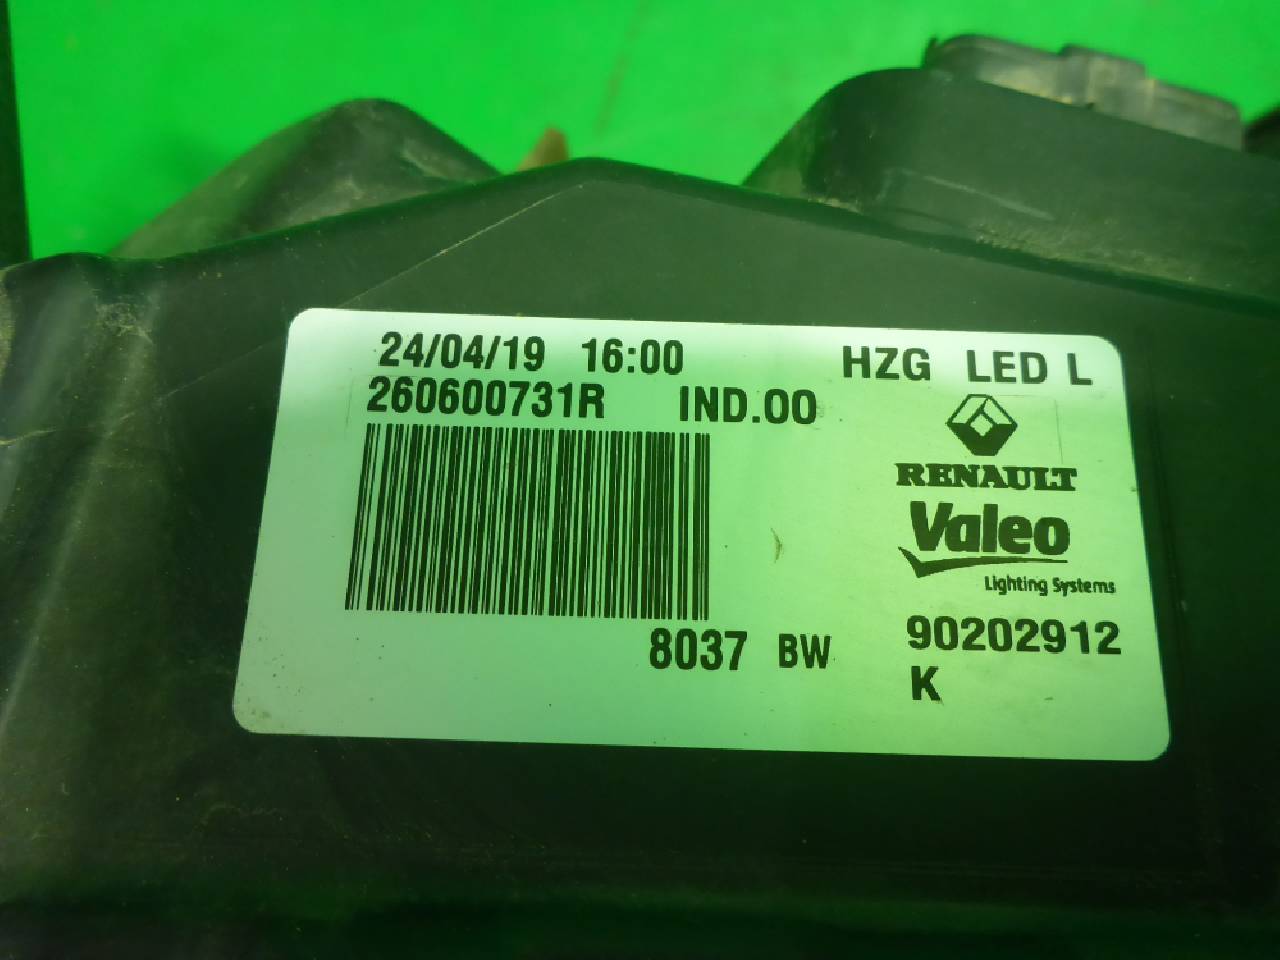 24/04/19 16:00 HZG LED L
260600731R IND.00
RENAULT
Valeo
Lighting Systems
8037 BW 90202912
K